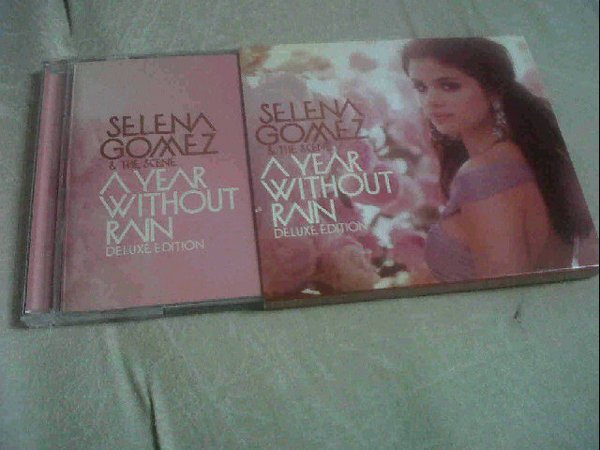 SELENA
GOMEZ
& THE SCENE
A YEAR
WITHOUT
RAIN
DELUXE EDITION
SELENA
GOMEZ
& THE SCENE
A YEAR
WITHOUT
RAIN
DELUXE EDITION